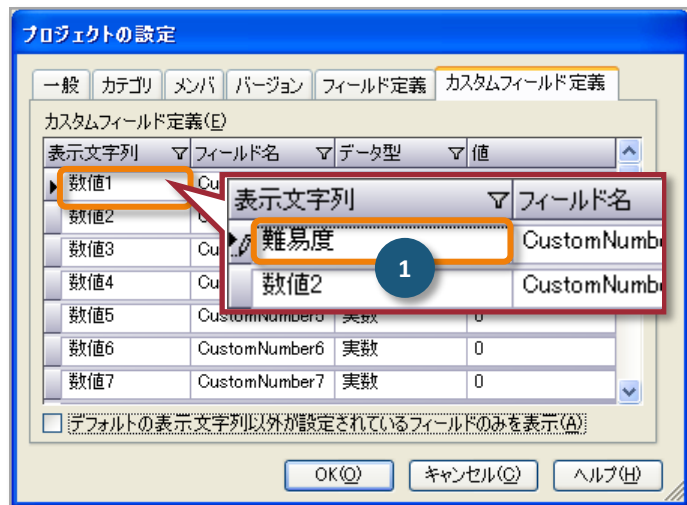 プロジェクトの設定
一般 カテゴリ メンバ バージョン フィールド定義 カスタムフィールド定義
カスタムフィールド定義(E)
表示文字列 フィールド名 データ型 値
数値1 Cu
数値2
数値3 Cu
数値4 Cu
数値5 CustomNumber5 実数 0
数値6 CustomNumber6 実数 0
数値7 CustomNumber7 実数 0
表示文字列 フィールド名
難易度 CustomNumb
数値2 CustomNumb
1
デフォルトの表示文字列以外が設定されているフィールドのみを表示(A)
OK(O) キャンセル(C) ヘルプ(H)